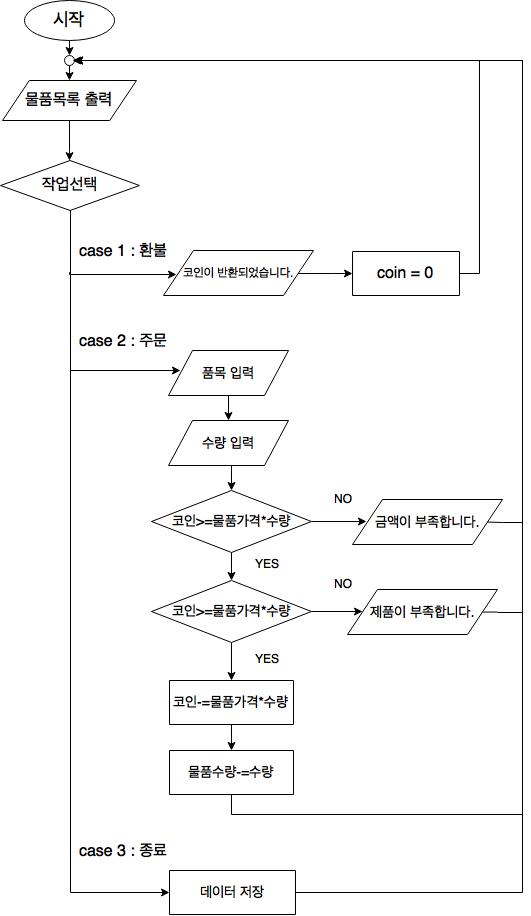 시작
물품목록 출력
작업선택
case 1 : 환불
코인이 반환되었습니다.
coin = 0
case 2 : 주문
품목 입력
수량 입력
코인>=물품가격*수량
NO
금액이 부족합니다.
YES
코인>=물품가격*수량
NO
제품이 부족합니다.
YES
코인-=물품가격*수량
물품수량-=수량
case 3 : 종료
데이터 저장